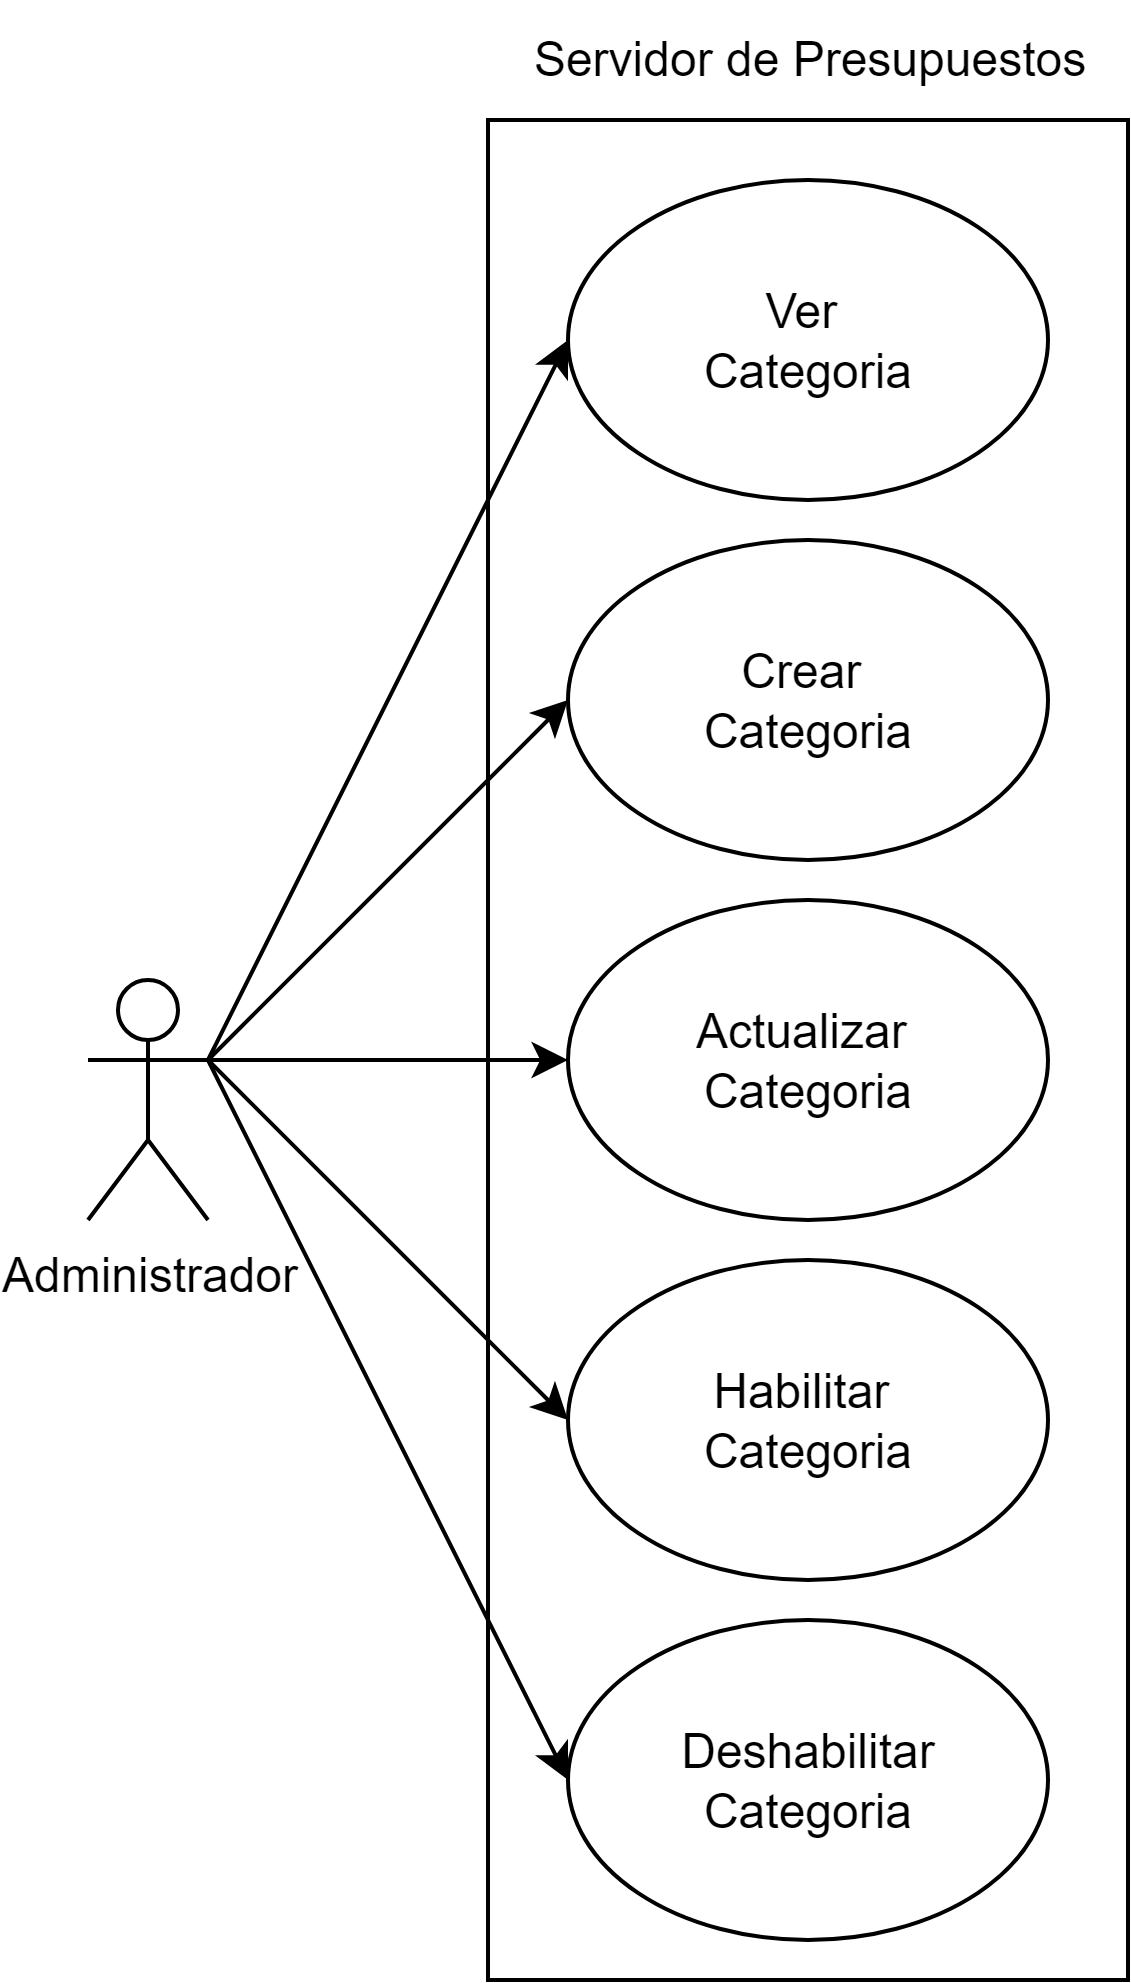 Servidor de Presupuestos
Ver
Categoria
Crear
Categoria
Actualizar
Categoria
Administrador
Habilitar
Categoria
Deshabilitar
Categoria